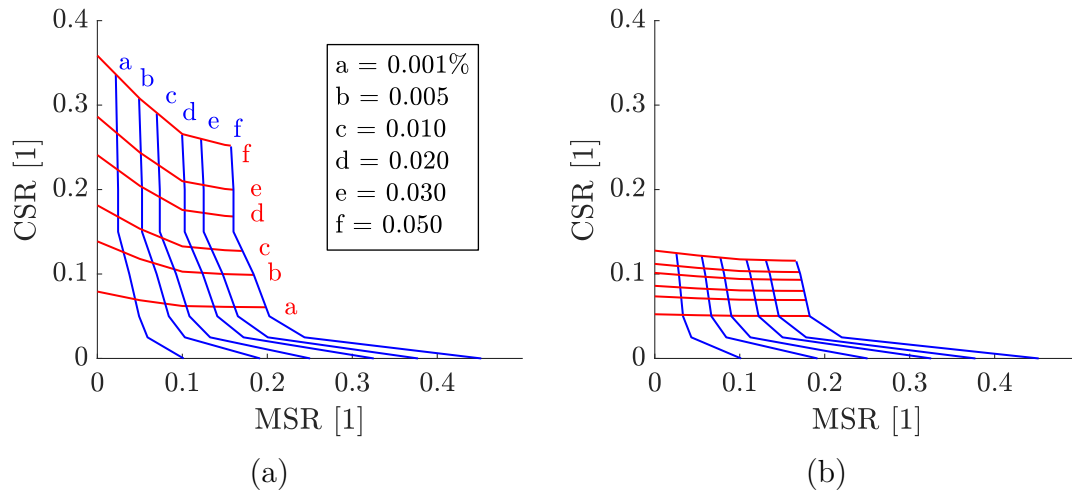 0.4
0.3
0.2
0.1
0
CSR [1]
0
0.1
0.2
0.3
0.4
MSR [1]
a
b
c
d
e
f
f
e
d
c
b
a
a = 0.001%
b = 0.005
c = 0.010
d = 0.020
e = 0.030
f = 0.050
(a)
0.4
0.3
0.2
0.1
0
CSR [1]
0
0.1
0.2
0.3
0.4
MSR [1]
(b)